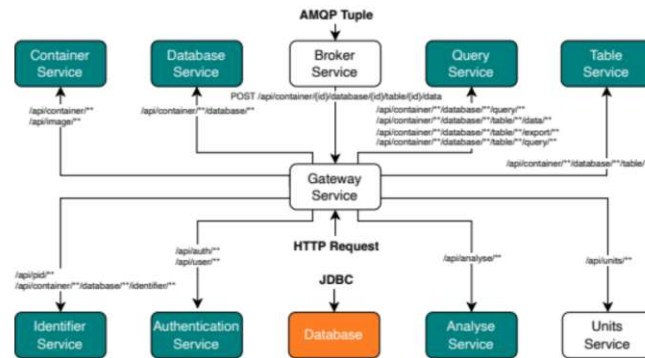 AMQP Tuple
Container
Service
Database
Service
Broker
Service
Query
Service
Table
Service
POST /api/container/{id}/database/{id}/table/{id}/data
/api/container/**
/api/image/**
/api/container/**/database/**
/api/container/**/database/**/query/**
/api/container/**/database/**/table/**/data/**
/api/container/**/database/**/table/**/export/**
/api/container/**/database/**/table/**/query/**
/api/container/**/database/**/table/
Gateway
Service
HTTP Request
/api/auth/**
/api/user/**
/api/analyse/**
/api/units/**
/api/pid/**
/api/container/**/database/**/identifier/**
JDBC
Identifier
Service
Authentication
Service
Database
Analyse
Service
Units
Service